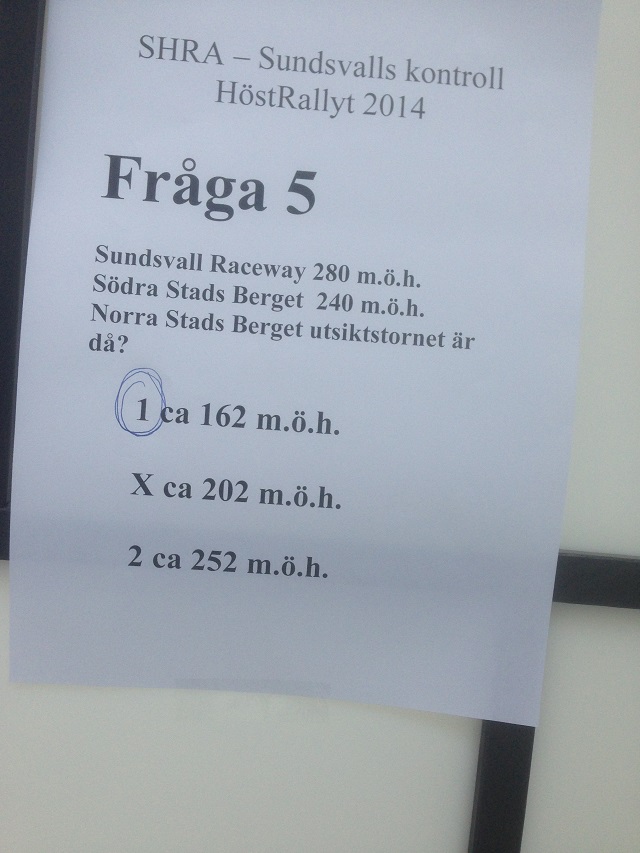 SHRA – Sundsvalls kontroll
HöstRallyt 2014
Fråga 5
Sundsvall Raceway 280 m.ö.h.
Södra Stads Berget 240 m.ö.h.
Norra Stads Berget utsiktstornet är
då?
1 ca 162 m.ö.h.
X ca 202 m.ö.h.
2 ca 252 m.ö.h.